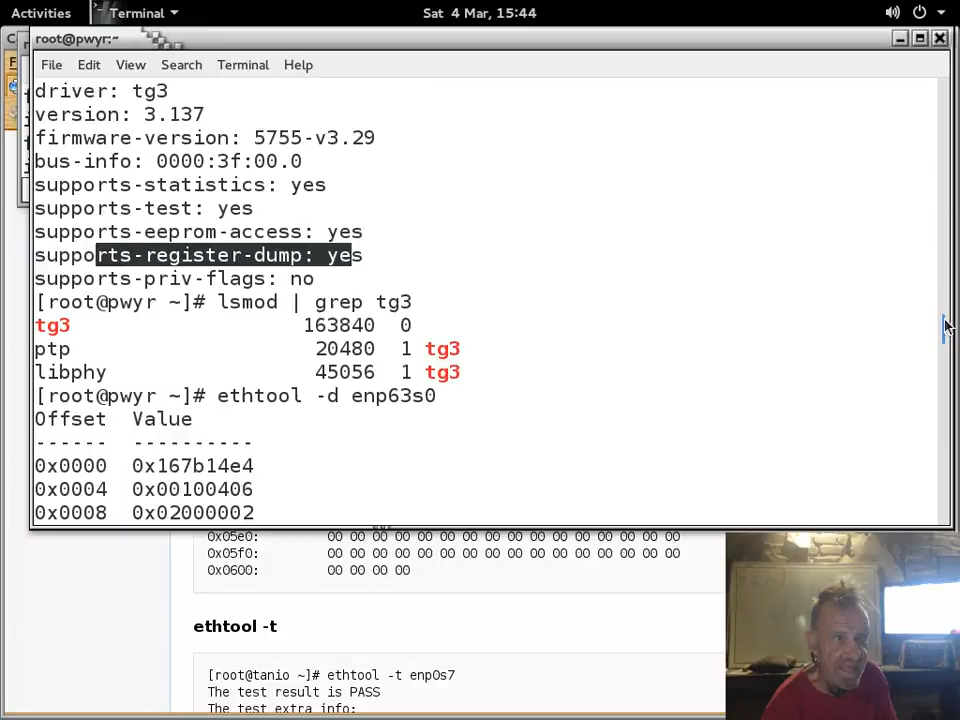 Activities
Terminal
Sat 4 Mar, 15:44
root@pwyr:~
File Edit View Search Terminal Help
driver: tg3
version: 3.137
firmware-version: 5755-v3.29
bus-info: 0000:3f:00.0
supports-statistics: yes
supports-test: yes
supports-eeprom-access: yes
supports-register-dump: yes
supports-priv-flags: no
[root@pwyr ~]# lsmod | grep tg3
tg3 163840 0
ptp 20480 1 tg3
libphy 45056 1 tg3
[root@pwyr ~]# ethtool -d enp63s0
Offset Value
------ ----------
0x0000 0x167b14e4
0x0004 0x00100406
0x0008 0x02000002
0x05e0: 00 00 00 00 00 00 00 00 00 00 00 00 00 00 00 00
0x05f0: 00 00 00 00 00 00 00 00 00 00 00 00 00 00 00 00
0x0600: 00 00 00 00
ethtool -t
[root@tanio ~]# ethtool -t enp0s7
The test result is PASS
The test extra info: